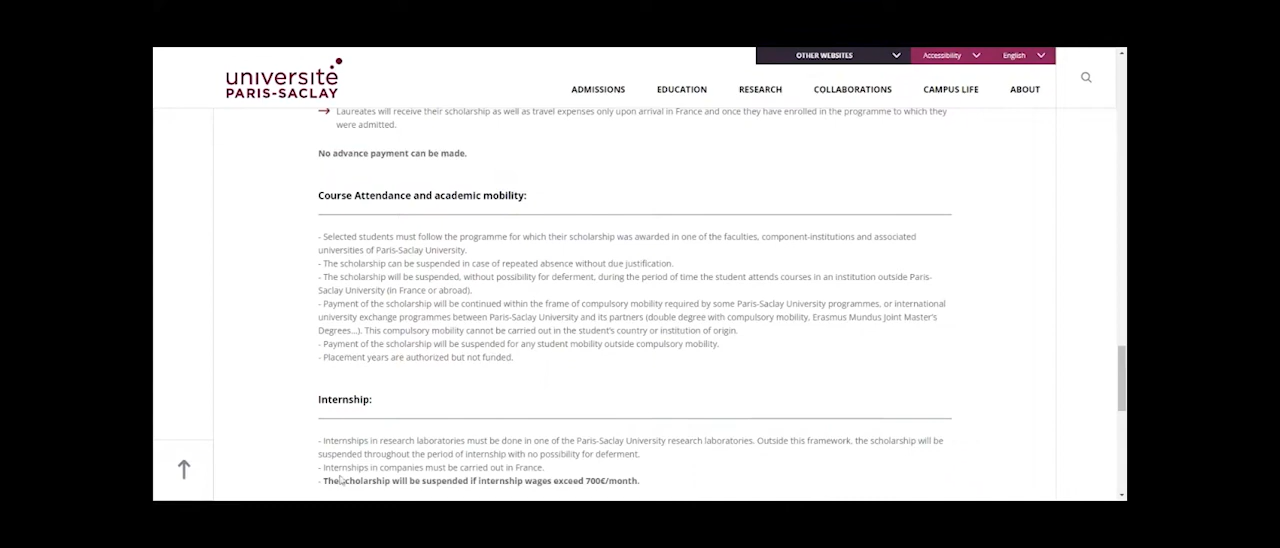 OTHER WEBSITES
Accessibility
English
université
PARIS-SACLAY
ADMISSIONS
EDUCATION
RESEARCH
COLLABORATIONS
CAMPUS LIFE
ABOUT
Laureates will receive their scholarship as well as travel expenses only upon arrival in France and once they have enrolled in the programme to which they
were admitted.
No advance payment can be made.
Course Attendance and academic mobility:
- Selected students must follow the programme for which their scholarship was awarded in one of the faculties, component-institutions and associated
universities of Paris-Saclay University.
- The scholarship can be suspended in case of repeated absence without due justification.
- The scholarship will be suspended, without possibility for deferment, during the period of time the student attends courses in an institution outside Paris-
Saclay University (in France or abroad).
- Payment of the scholarship will be continued within the frame of compulsory mobility required by some Paris-Saclay University programmes, or international
university exchange programmes between Paris-Saclay University and its partners (double degree with compulsory mobility, Erasmus Mundus Joint Master's
Degrees...). This compulsory mobility cannot be carried out in the student's country or institution of origin.
- Payment of the scholarship will be suspended for any student mobility outside compulsory mobility.
- Placement years are authorized but not funded.
Internship:
- Internships in research laboratories must be done in one of the Paris-Saclay University research laboratories. Outside this framework, the scholarship will be
suspended throughout the period of internship with no possibility for deferment.
- Internships in companies must be carried out in France.
- The scholarship will be suspended if internship wages exceed 700€/month.